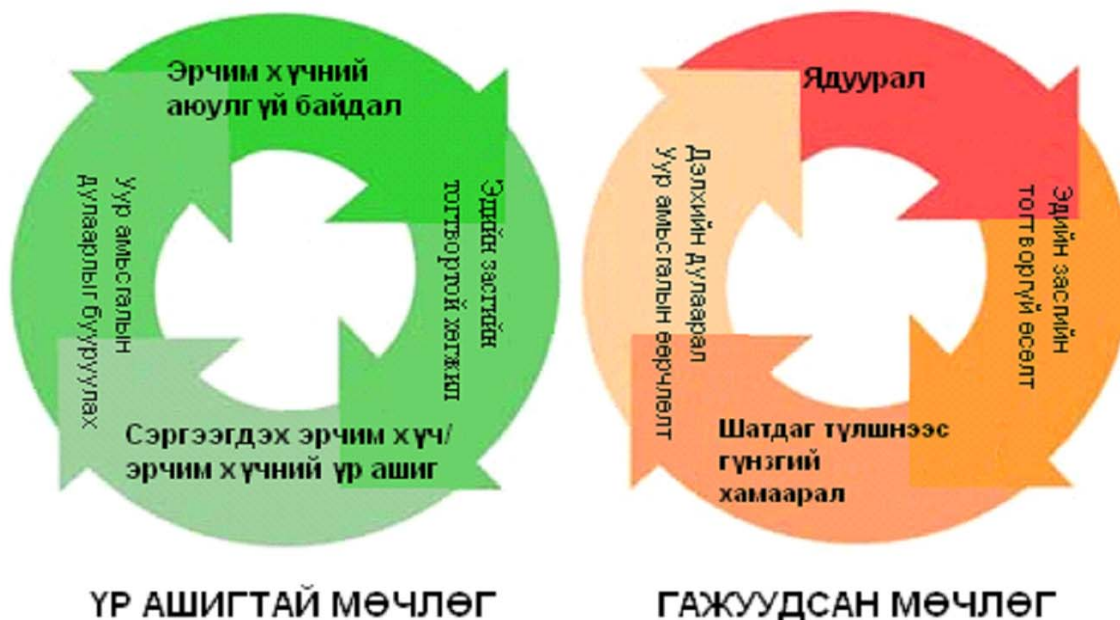 Эрчим хүчний
аюулгүй байдал
Эдийн засгийн
тогтвортой хөгжил
Сэргээгдэх эрчим хүч/
эрчим хүчний үр ашиг
Уур амьсгалын
дулаарлыг бууруулах
ҮР АШИГТАЙ МӨЧЛӨГ
Ядуурал
Эдийн засгийн
тогтворгүй өсөлт
Шатдаг түлшнээс
гүнзгий
хамаарал
Дэлхийн дулаарал
Уур амьсгалын өөрчлөлт
ГАЖУУДСАН МӨЧЛӨГ